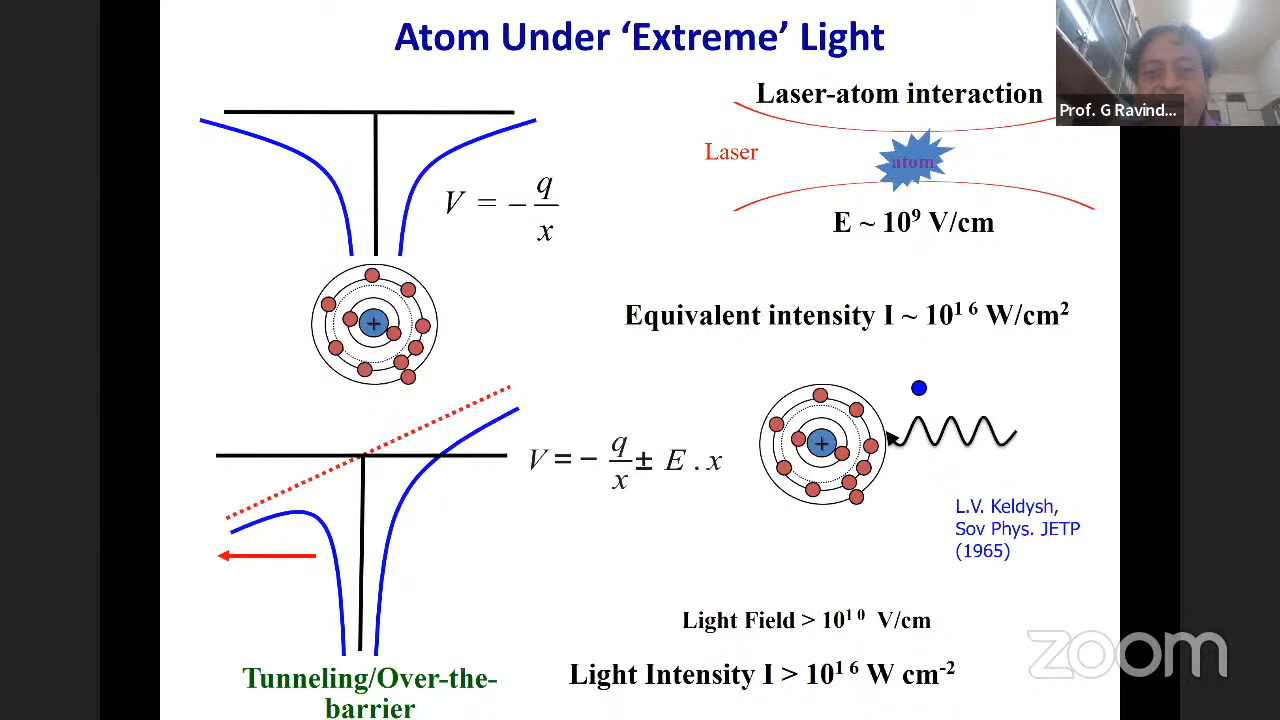 Atom Under ‘Extreme’ Light
Laser-atom interaction
Prof. G Ravind...
Laser
atom
V = − q/x
E ~ 10⁹ V/cm
+
Equivalent intensity I ~ 10¹⁶ W/cm²
V = − q/x ± E . x
+
L.V. Keldysh,
Sov Phys. JETP
(1965)
Light Field > 10¹⁰ V/cm
Light Intensity I > 10¹⁶ W cm⁻²
Tunneling/Over-the-
barrier
zoom